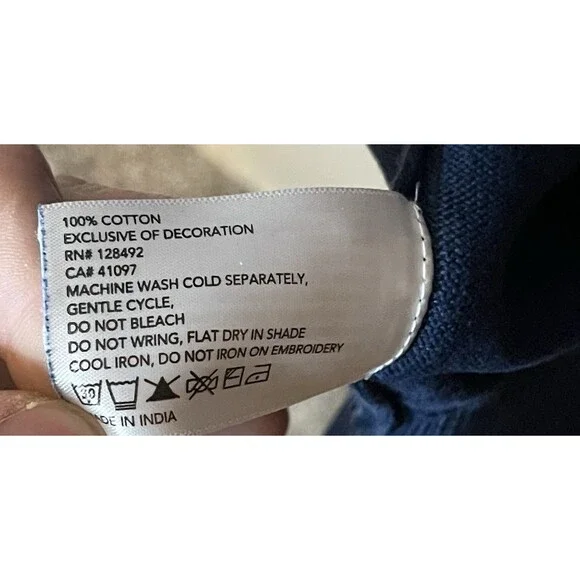 100% COTTON
EXCLUSIVE OF DECORATION
RN# 128492
CA# 41097
MACHINE WASH COLD SEPARATELY,
GENTLE CYCLE,
DO NOT BLEACH
DO NOT WRING, FLAT DRY IN SHADE
COOL IRON, DO NOT IRON ON EMBROIDERY
30
DE IN INDIA